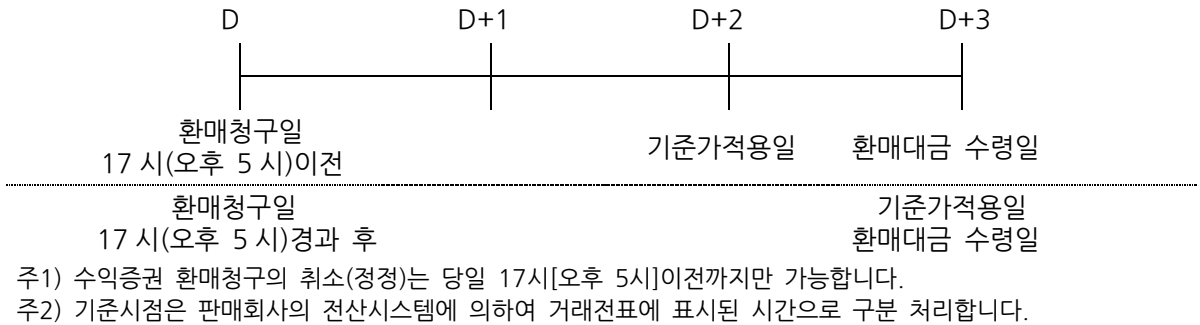 D D+1 D+2 D+3
환매청구일
17 시(오후 5 시)이전
기준가적용일 환매대금 수령일
환매청구일
17 시(오후 5 시)경과 후
기준가적용일
환매대금 수령일
주1) 수익증권 환매청구의 취소(정정)는 당일 17시[오후 5시]이전까지만 가능합니다.
주2) 기준시점은 판매회사의 전산시스템에 의하여 거래전표에 표시된 시간으로 구분 처리합니다.